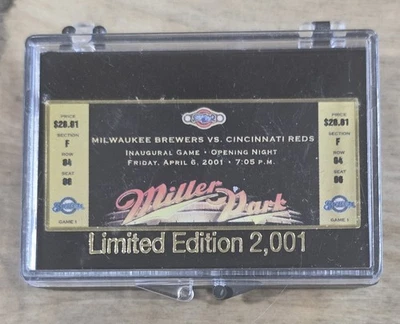 PRICE
$20.01
SECTION
F
ROW
04
SEAT
06
GAME 1
MILWAUKEE BREWERS VS. CINCINNATI REDS
INAUGURAL GAME • OPENING NIGHT
FRIDAY, APRIL 6, 2001 • 7:05 P.M.
Miller Park
PRICE
$20.01
SECTION
F
ROW
04
SEAT
06
GAME 1
Limited Edition 2,001